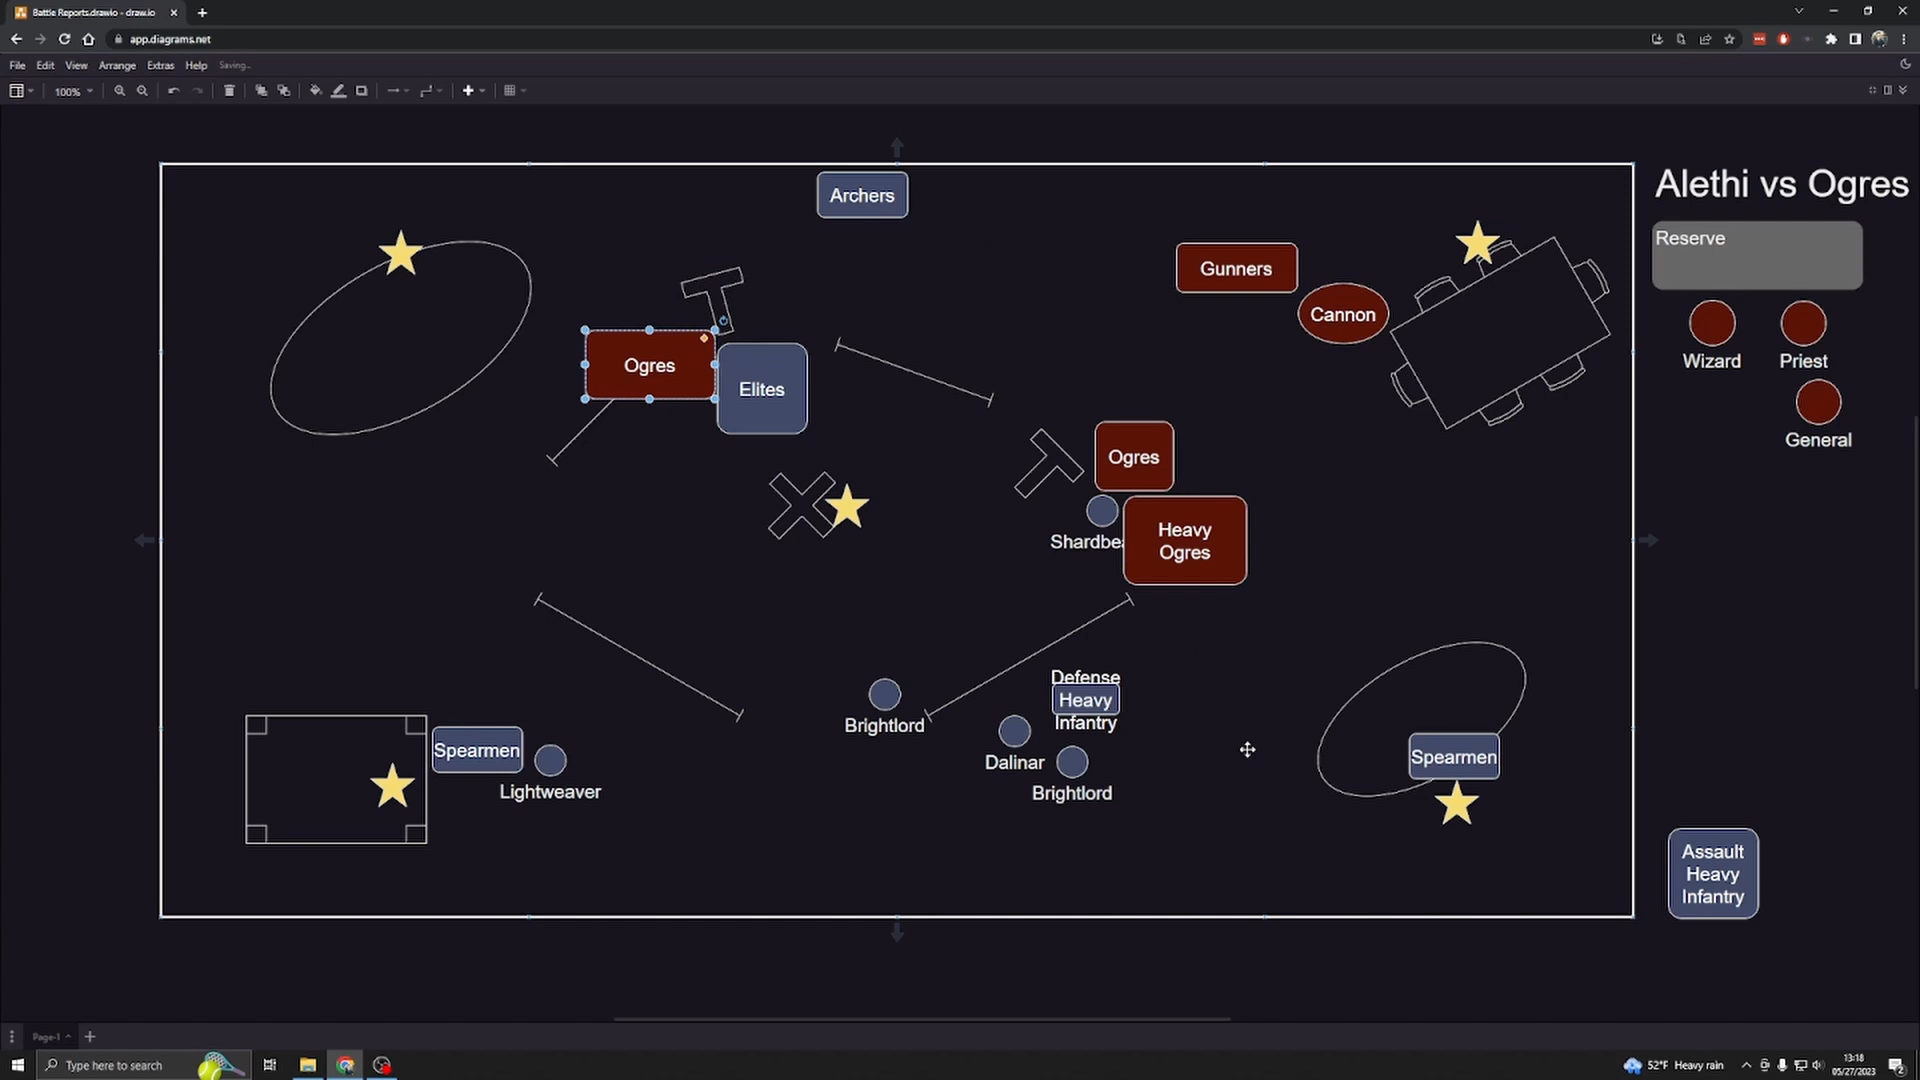 Battle Reports.drawio - draw.io
app.diagrams.net
File Edit View Arrange Extras Help Saving...
100%
Archers
Alethi vs Ogres
Reserve
Gunners
Cannon
Wizard
Priest
General
Ogres
Elites
Ogres
Heavy
Ogres
Shardbea
Brightlord
Defense
Heavy
Infantry
Dalinar
Brightlord
Spearmen
Lightweaver
Spearmen
Assault
Heavy
Infantry
Page-1
Type here to search
52°F Heavy rain
13:18
05/27/2023
2